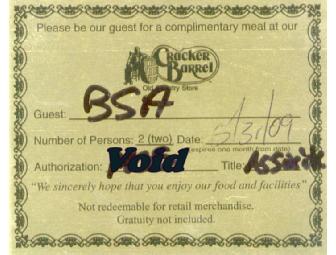 Please be our guest for a complimentary meal at our
Cracker
Barrel
Old Country Store
Guest: BSA
Number of Persons: 2 (two) Date: 5/31/09
(expires one month from date)
Authorization: Void Title: Associate
"We sincerely hope that you enjoy our food and facilities"
Not redeemable for retail merchandise.
Gratuity not included.